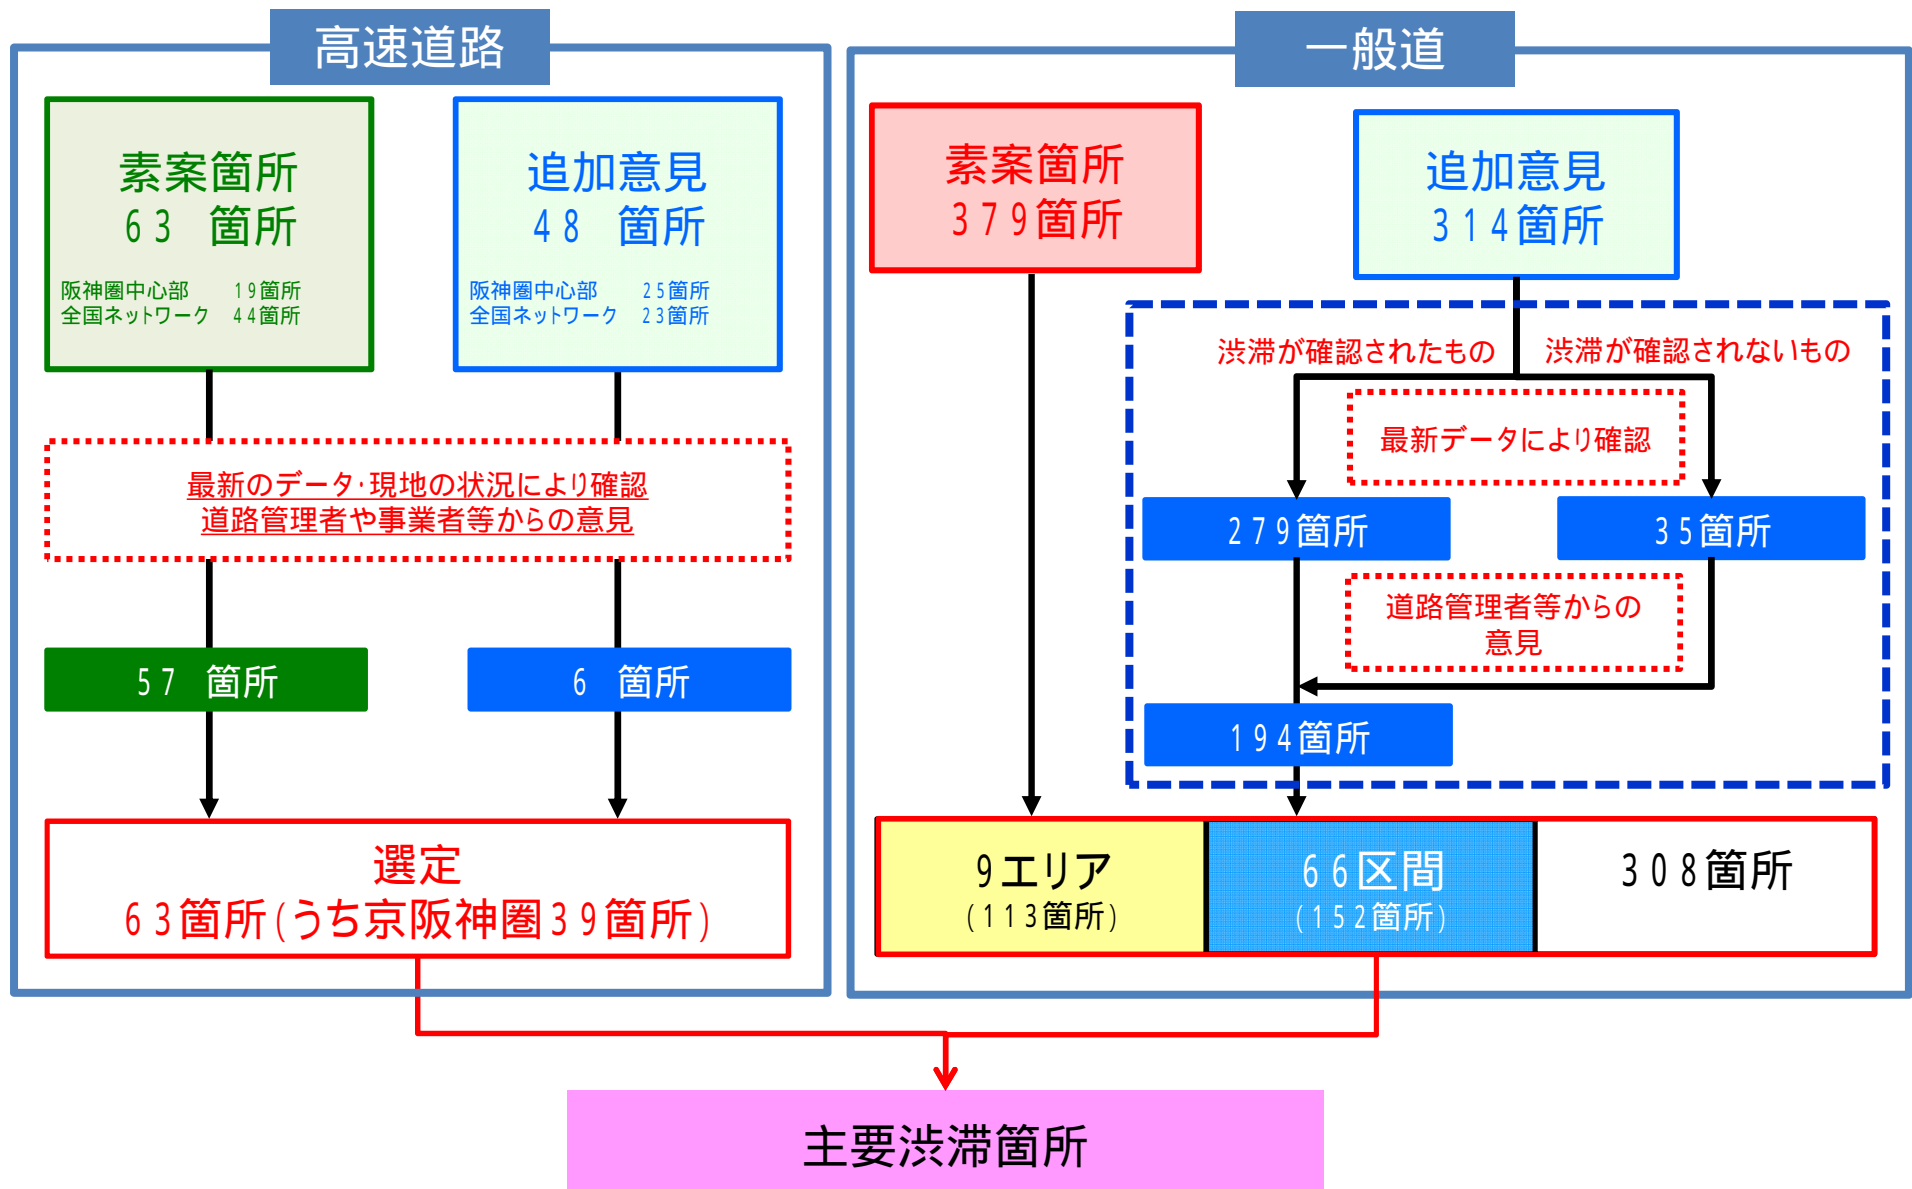 高速道路
素案箇所
63 箇所
阪神圏中心部 19箇所
全国ネットワーク 44箇所
追加意見
48 箇所
阪神圏中心部 25箇所
全国ネットワーク 23箇所
最新のデータ・現地の状況により確認
道路管理者や事業者等からの意見
57 箇所
6 箇所
選定
63箇所(うち京阪神圏39箇所)
一般道
素案箇所
379箇所
追加意見
314箇所
渋滞が確認されたもの
渋滞が確認されないもの
最新データにより確認
279箇所
35箇所
道路管理者等からの
意見
194箇所
9エリア
(113箇所)
66区間
(152箇所)
308箇所
主要渋滞箇所